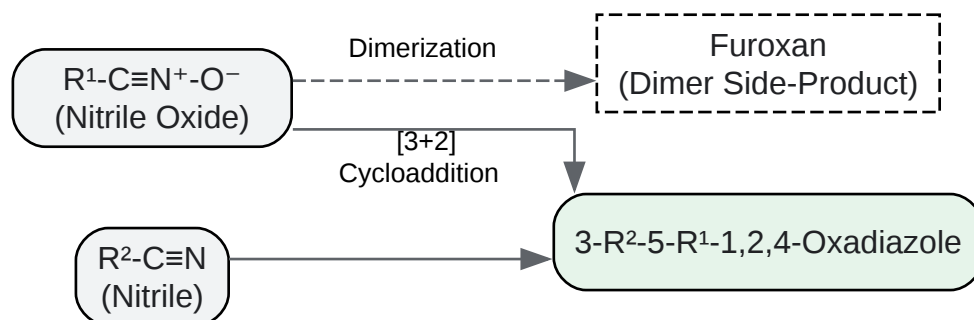 R¹-C≡N⁺-O⁻
(Nitrile Oxide)
Dimerization
Furoxan
(Dimer Side-Product)
[3+2]
Cycloaddition
3-R²-5-R¹-1,2,4-Oxadiazole
R²-C≡N
(Nitrile)